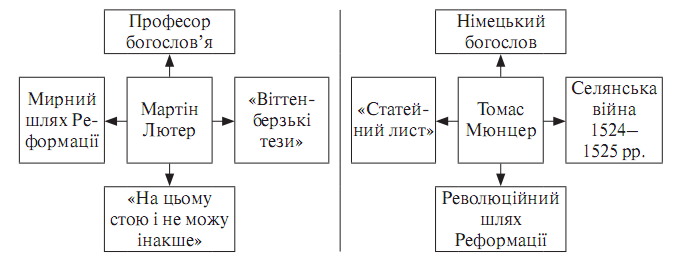 Професор
богослов’я
Мирний
шлях Ре-
формації
Мартін
Лютер
«Віттен-
берзькі
тези»
«На цьому
стою і не можу
інакше»
Німецький
богослов
«Статей-
ний лист»
Томас
Мюнцер
Селянська
війна
1524—
1525 рр.
Революційний
шлях
Реформації